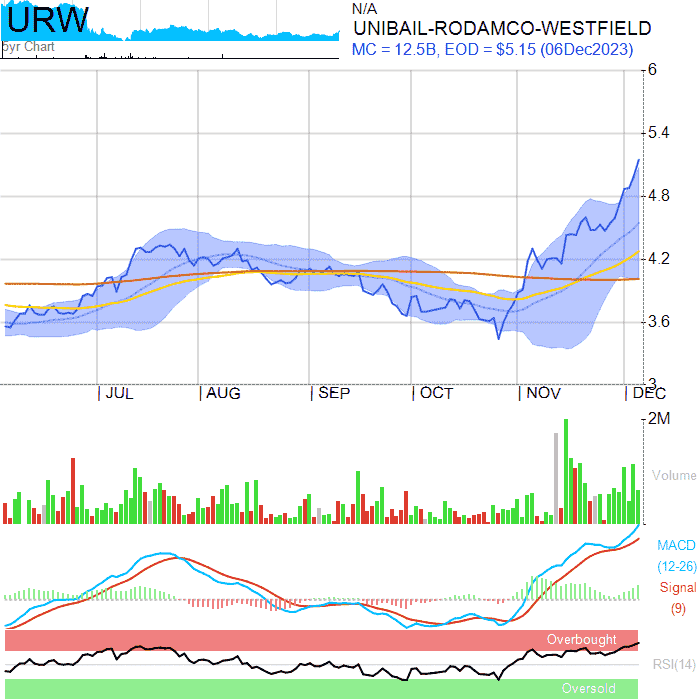 URW
5yr Chart
N/A
UNIBAIL-RODAMCO-WESTFIELD
MC = 12.5B, EOD = $5.15 (06Dec2023)
6
5.4
4.8
4.2
3.6
3
JUL
AUG
SEP
OCT
NOV
DEC
2M
Volume
MACD
(12-26)
Signal
(9)
Overbought
RSI(14)
Oversold